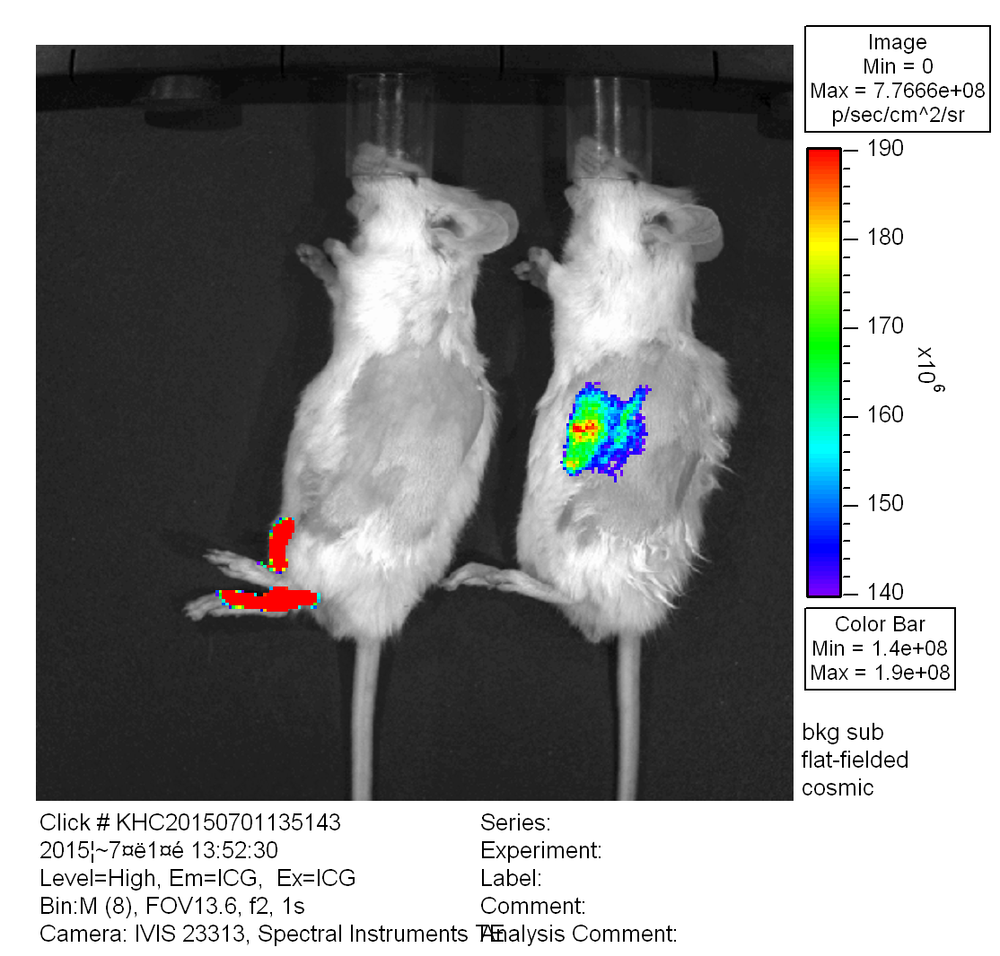 Image
Min = 0
Max = 7.7666e+08
p/sec/cm^2/sr
190
180
170
160
150
140
x10^6
Color Bar
Min = 1.4e+08
Max = 1.9e+08
bkg sub
flat-fielded
cosmic
Click # KHC20150701135143
2015¦~7¤ë1¤é 13:52:30
Level=High, Em=ICG, Ex=ICG
Bin:M (8), FOV13.6, f2, 1s
Camera: IVIS 23313, Spectral Instruments TE
Series:
Experiment:
Label:
Comment:
Analysis Comment: